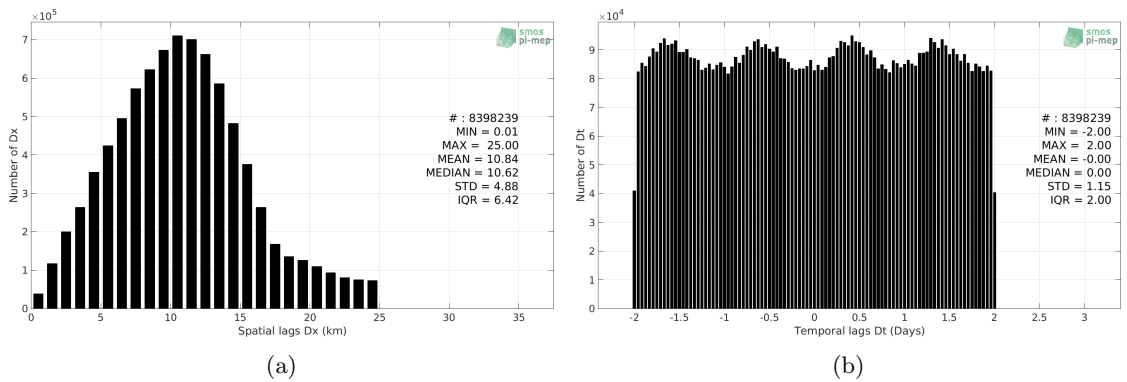 ×10⁵
7
6
5
4
3
2
1
0
Number of Dx
0 5 10 15 20 25 30 35
Spatial lags Dx (km)
smos
pi-mep
# : 8398239
MIN = 0.01
MAX = 25.00
MEAN = 10.84
MEDIAN = 10.62
STD = 4.88
IQR = 6.42
(a)
×10⁴
9
8
7
6
5
4
3
2
1
0
Number of Dt
-2 -1.5 -1 -0.5 0 0.5 1 1.5 2 2.5 3
Temporal lags Dt (Days)
smos
pi-mep
# : 8398239
MIN = -2.00
MAX = 2.00
MEAN = -0.00
MEDIAN = 0.00
STD = 1.15
IQR = 2.00
(b)